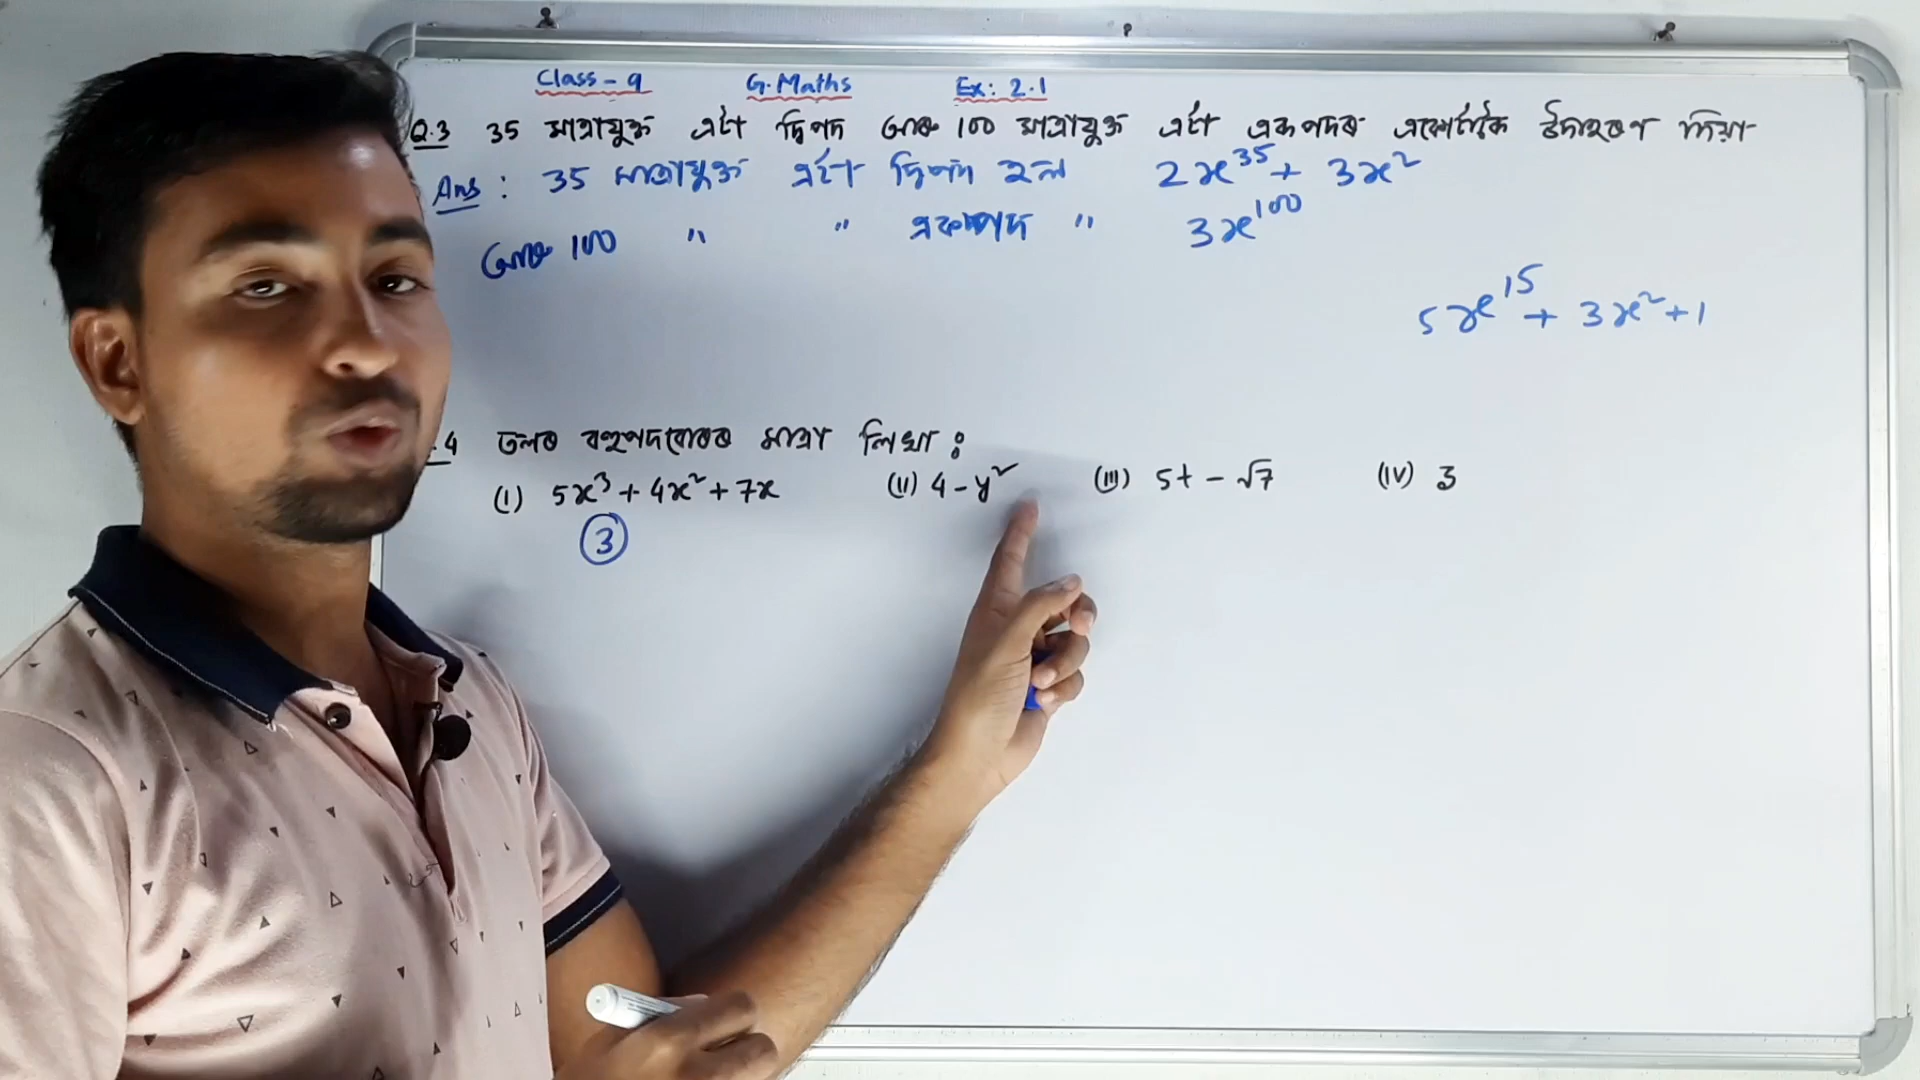 Class - 9 G. Maths Ex: 2.1
Q.3 35 মাত্ৰাযুক্ত এটা দ্বিপদ আৰু 100 মাত্ৰাযুক্ত এটা একপদৰ একোটাকৈ উদাহৰণ দিয়া
Ans : 35 মাত্ৰাযুক্ত এটা দ্বিপদ হল 2x³⁵ + 3x²
আৰু 100 " " একপদ " 3x¹⁰⁰
5x¹⁵ + 3x² + 1
.4 তলৰ বহুপদবোৰৰ মাত্ৰা লিখা :
(I) 5x³ + 4x² + 7x (II) 4 - y² (III) 5t - √7 (IV) 3
3